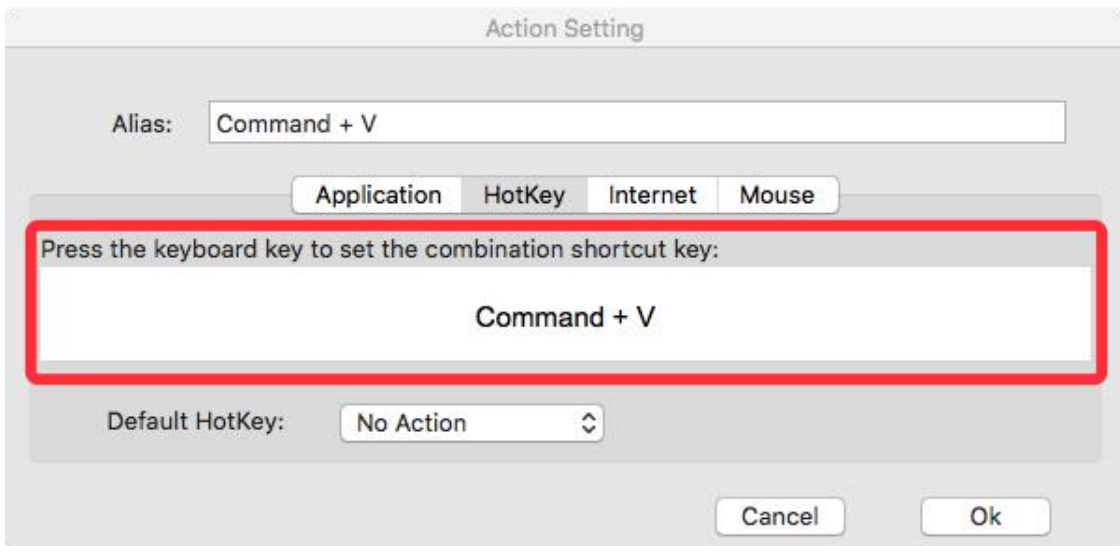 Action Setting
Alias: Command + V
Application HotKey Internet Mouse
Press the keyboard key to set the combination shortcut key:
Command + V
Default HotKey: No Action
Cancel Ok